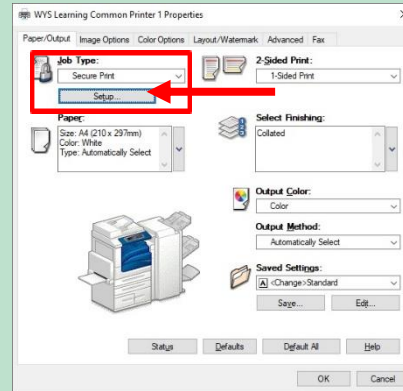 WYS Learning Common Printer 1 Properties
Paper/Output Image Options Color Options Layout/Watermark Advanced Fax
Job Type:
Secure Print
Setup...
2-Sided Print:
1-Sided Print
Paper:
Size: A4 (210 x 297mm)
Color: White
Type: Automatically Select
Select Finishing:
Collated
Output Color:
Color
Output Method:
Automatically Select
Saved Settings:
A <Change>Standard
Save... Edit...
Status Defaults Default All Help
OK Cancel